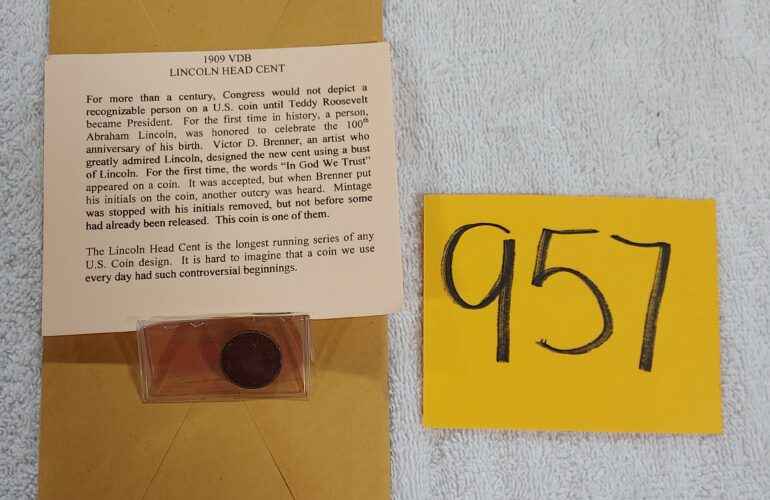 1909 VDB
LINCOLN HEAD CENT
For more than a century, Congress would not depict a
recognizable person on a U.S. coin until Teddy Roosevelt
became President. For the first time in history, a person,
Abraham Lincoln, was honored to celebrate the 100th
anniversary of his birth. Victor D. Brenner, an artist who
greatly admired Lincoln, designed the new cent using a bust
of Lincoln. For the first time, the words “In God We Trust”
appeared on a coin. It was accepted, but when Brenner put
his initials on the coin, another outcry was heard. Mintage
was stopped with his initials removed, but not before some
had already been released. This coin is one of them.
The Lincoln Head Cent is the longest running series of any
U.S. Coin design. It is hard to imagine that a coin we use
every day had such controversial beginnings.
957